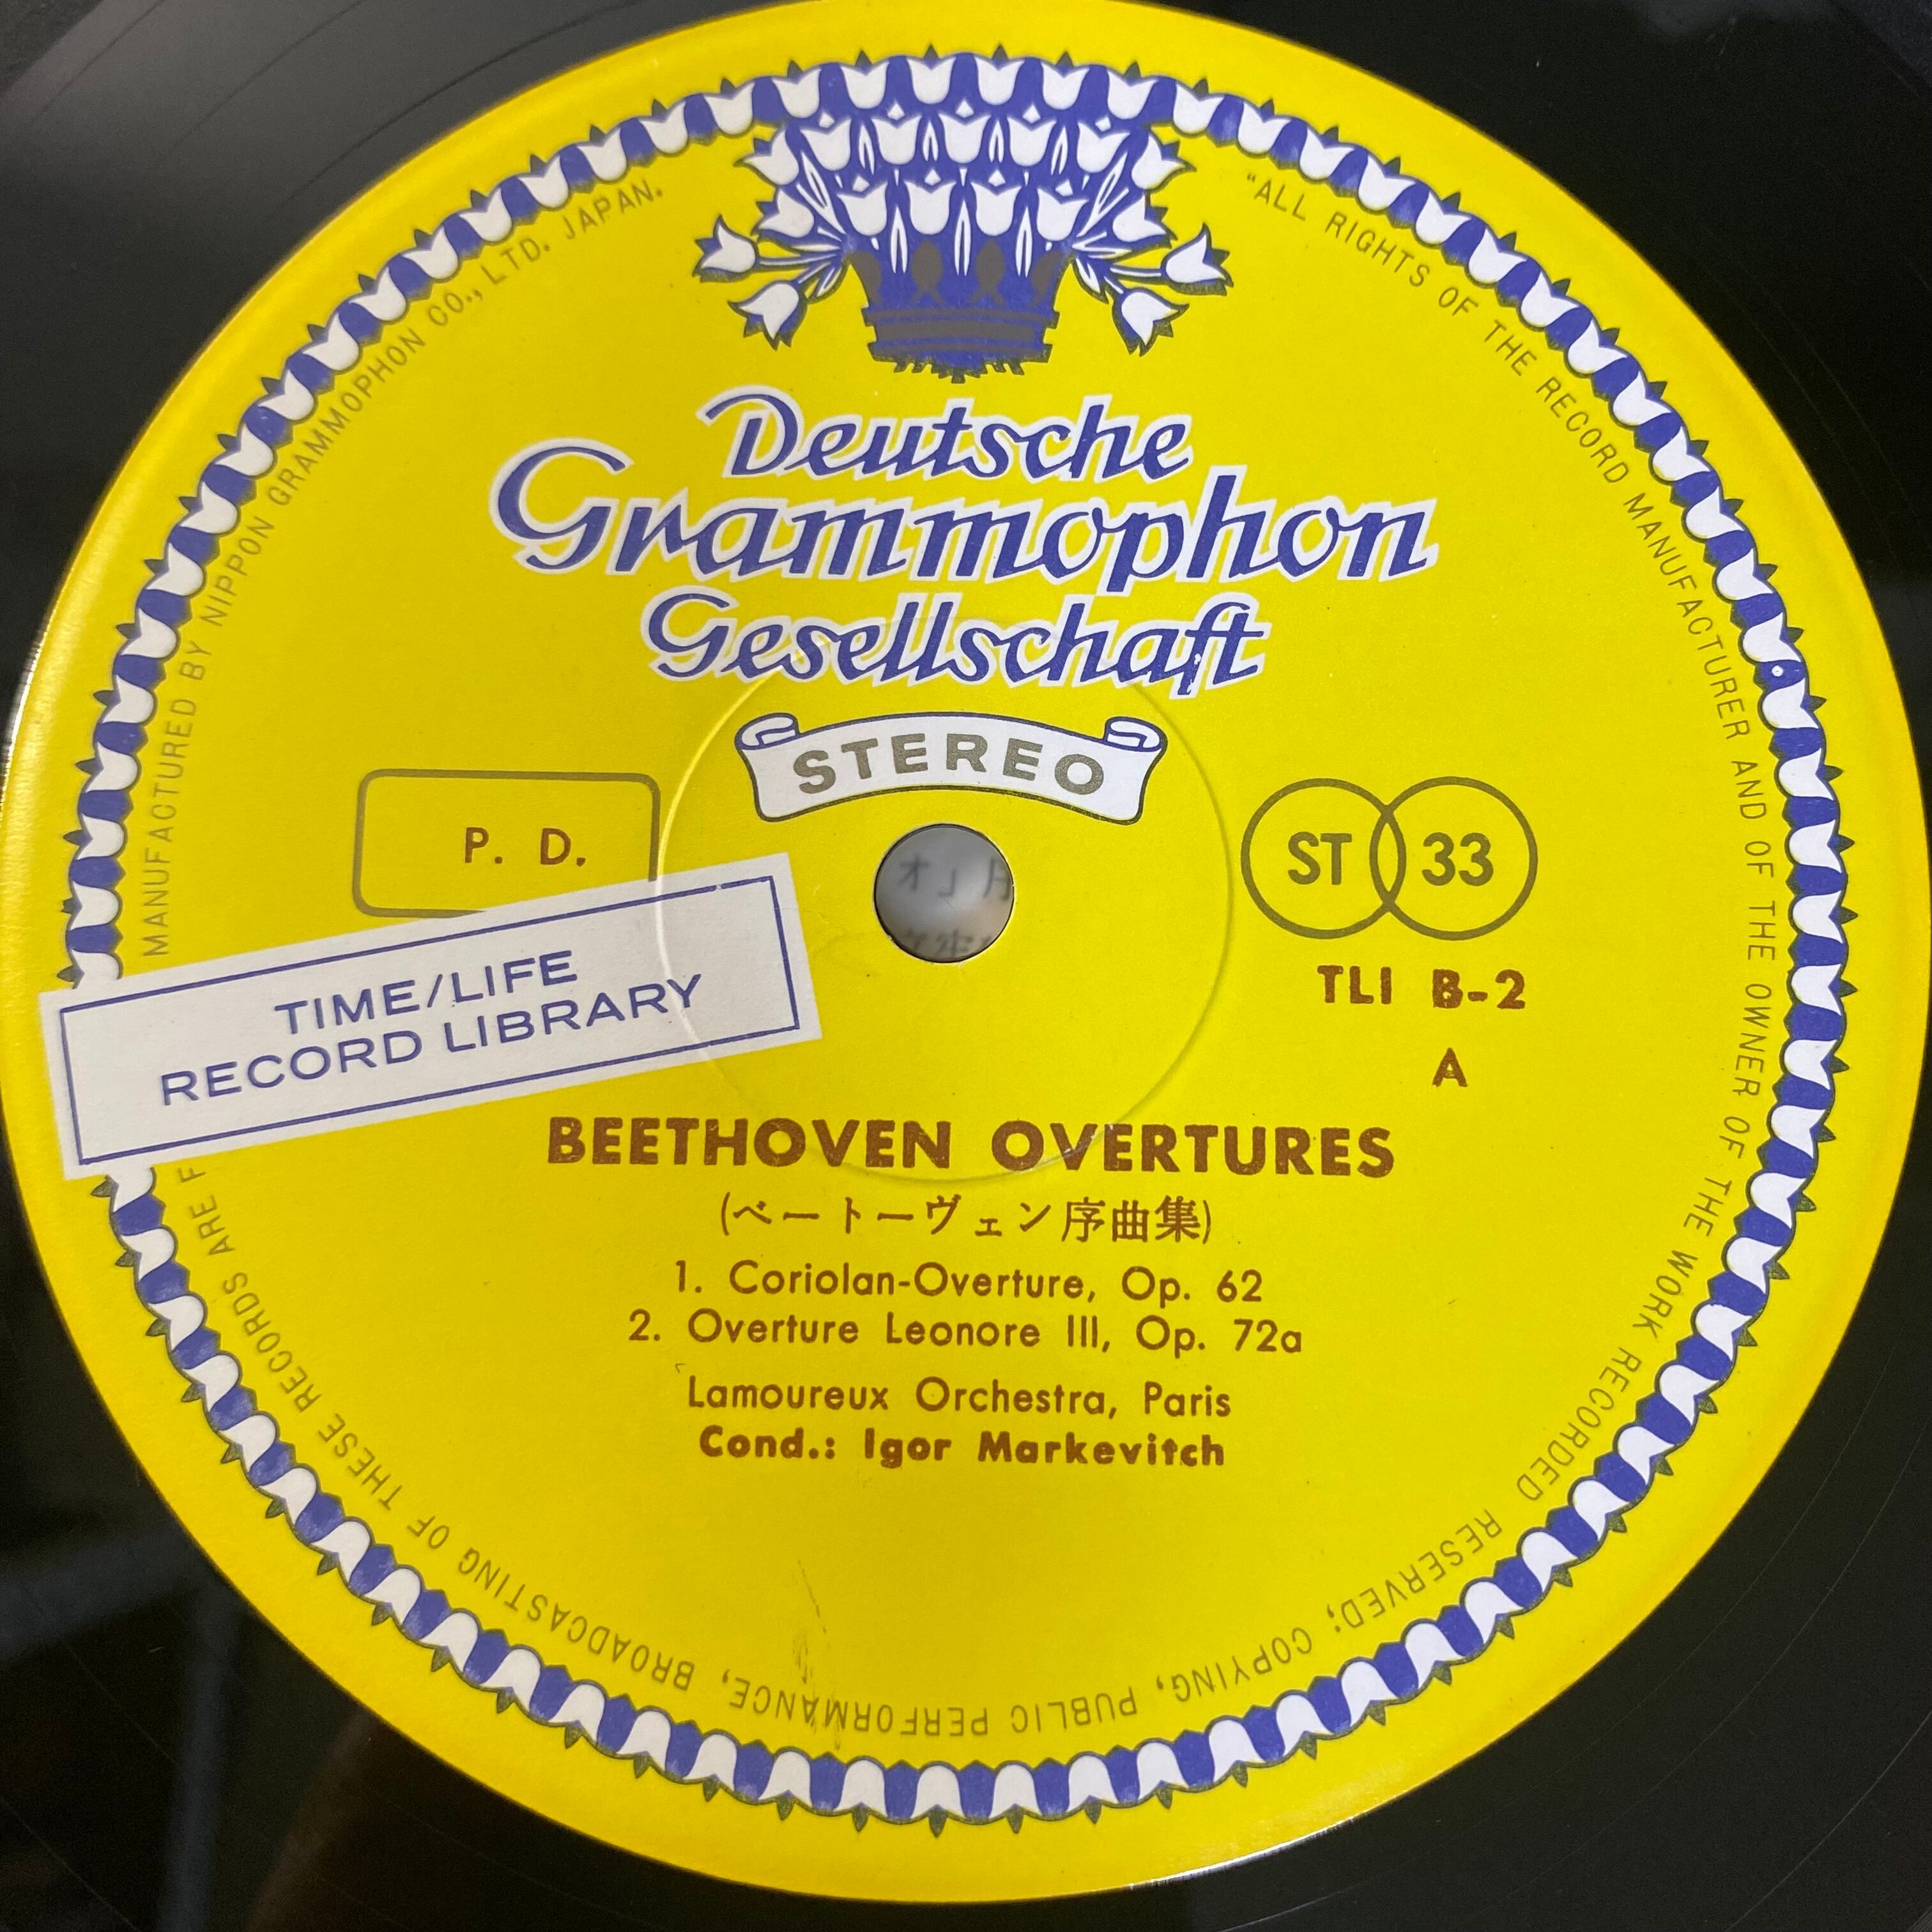 Deutsche
Grammophon
Gesellschaft
STEREO
P. D.
ST 33
TLI B-2
A
TIME/LIFE
RECORD LIBRARY
BEETHOVEN OVERTURES
(ベートーヴェン序曲集)
1. Coriolan-Overture, Op. 62
2. Overture Leonore III, Op. 72a
Lamoureux Orchestra, Paris
Cond.: Igor Markevitch
"ALL RIGHTS OF THE RECORD MANUFACTURER AND OF THE OWNER OF THE WORK RECORDED RESERVED; COPYING, PUBLIC PERFORMANCE, BROADCASTING OF THESE RECORDS ARE
MANUFACTURED BY NIPPON GRAMMOPHON CO., LTD. JAPAN.